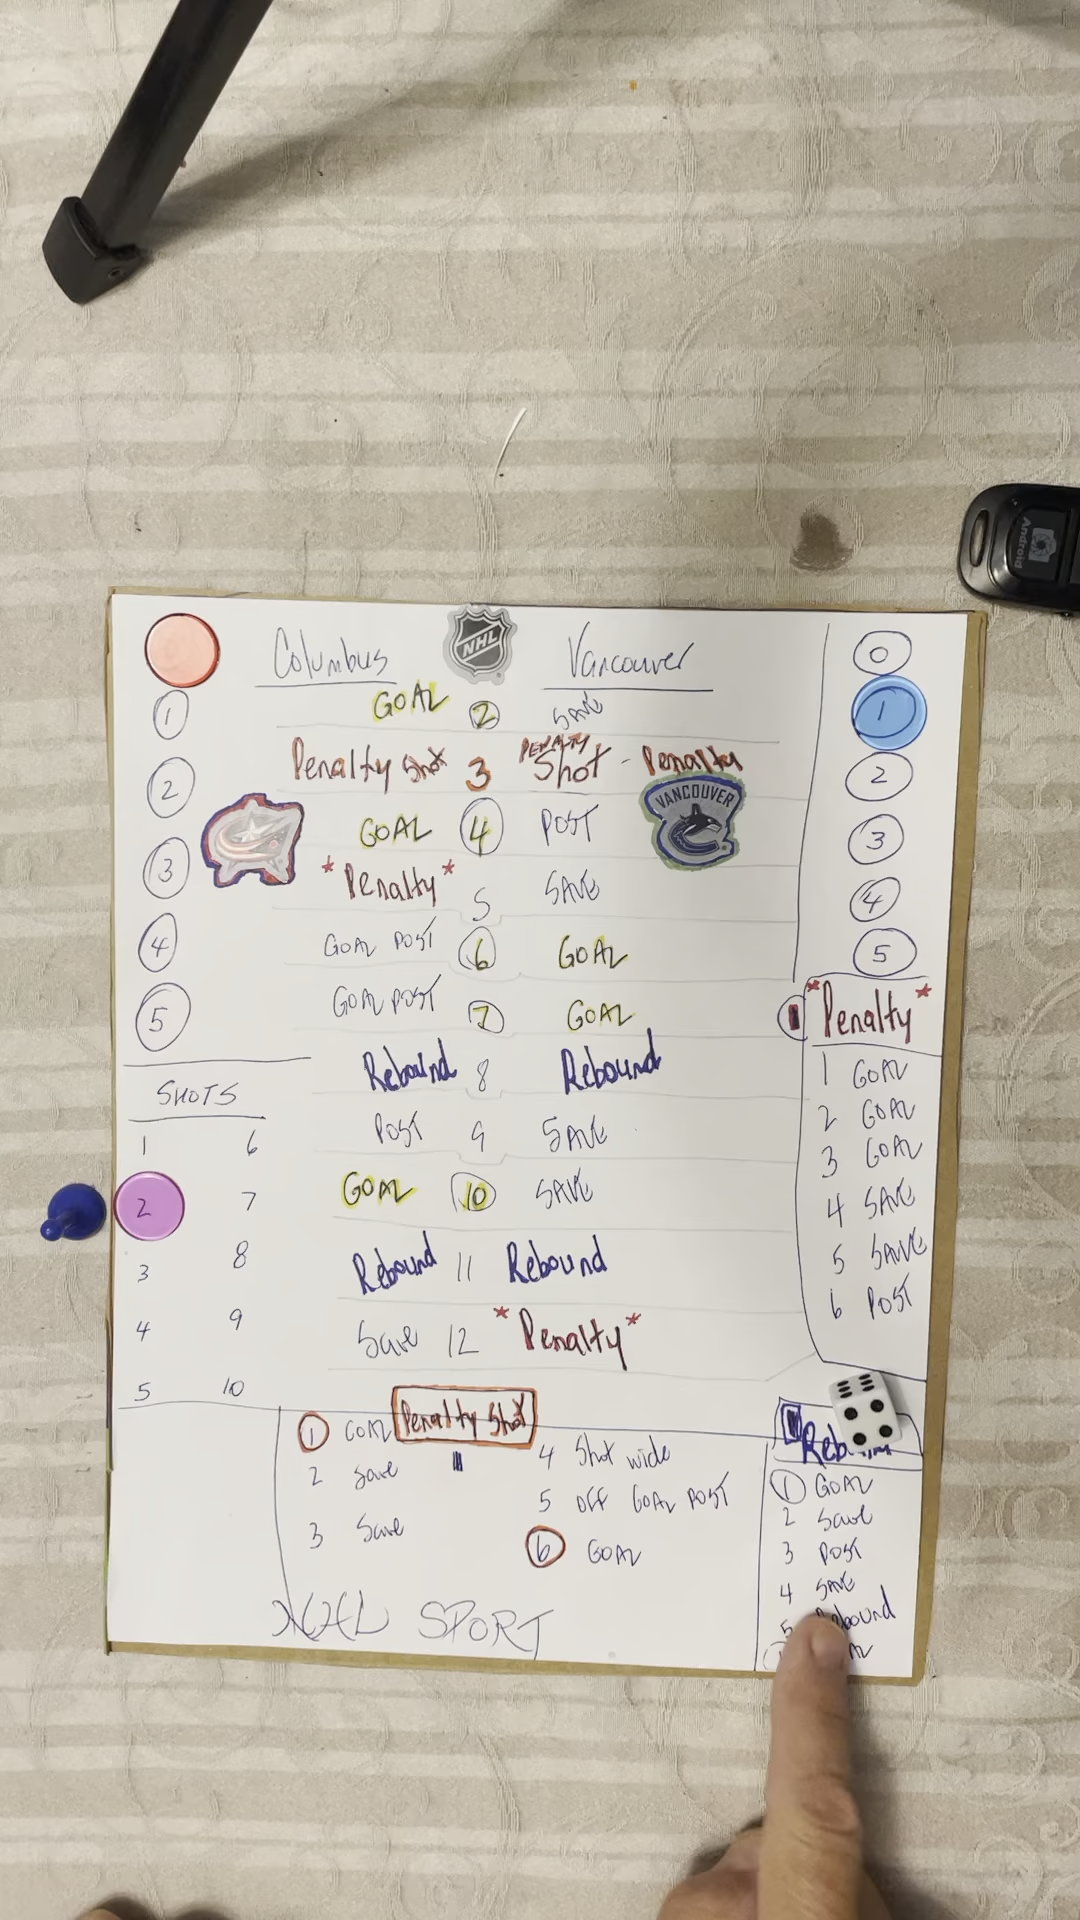 Columbus NHL Vancouver 0
GOAL 2 SAVE
1 1
Penalty Shot 3 PENALTY Shot - Penalty
2 VANCOUVER 2
GOAL 4 POST
3 *Penalty* 5 SAVE 3
4
4 GOAL POST 6 GOAL 5
5 GOAL POST 7 GOAL
Rebound 8 Rebound
POST 9 SAVE
GOAL 10 SAVE
Rebound 11 Rebound
Save 12 *Penalty*
SHOTS
1 6
2 7
3 8
4 9
5 10
*Penalty*
1 GOAL
2 GOAL
3 GOAL
4 SAVE
5 SAVE
6 POST
Penalty Shot
1 GOAL
2 Save
3 Save
4 Shot wide
5 OFF GOAL POST
6 GOAL
1 GOAL
2 Save
3 POST
4 SAVE
5
NHL SPORT
Android